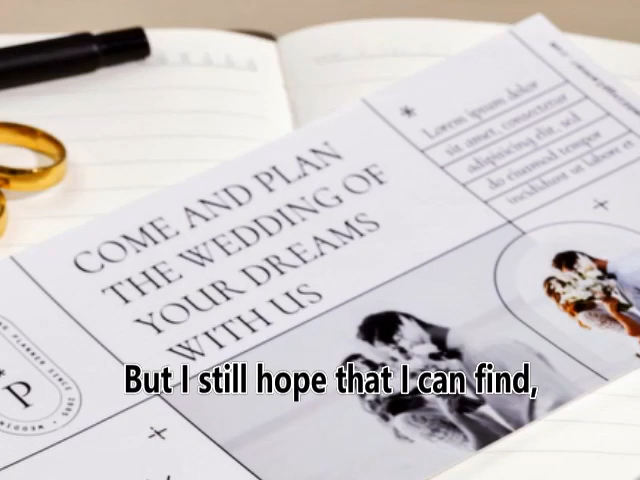 COME AND PLAN
THE WEDDING OF
YOUR DREAMS
WITH US
Lorem ipsum dolor
sit amet, consectetur
adipiscing elit, sed
do eiusmod tempor
incididunt ut labore et
P
But I still hope that I can find,